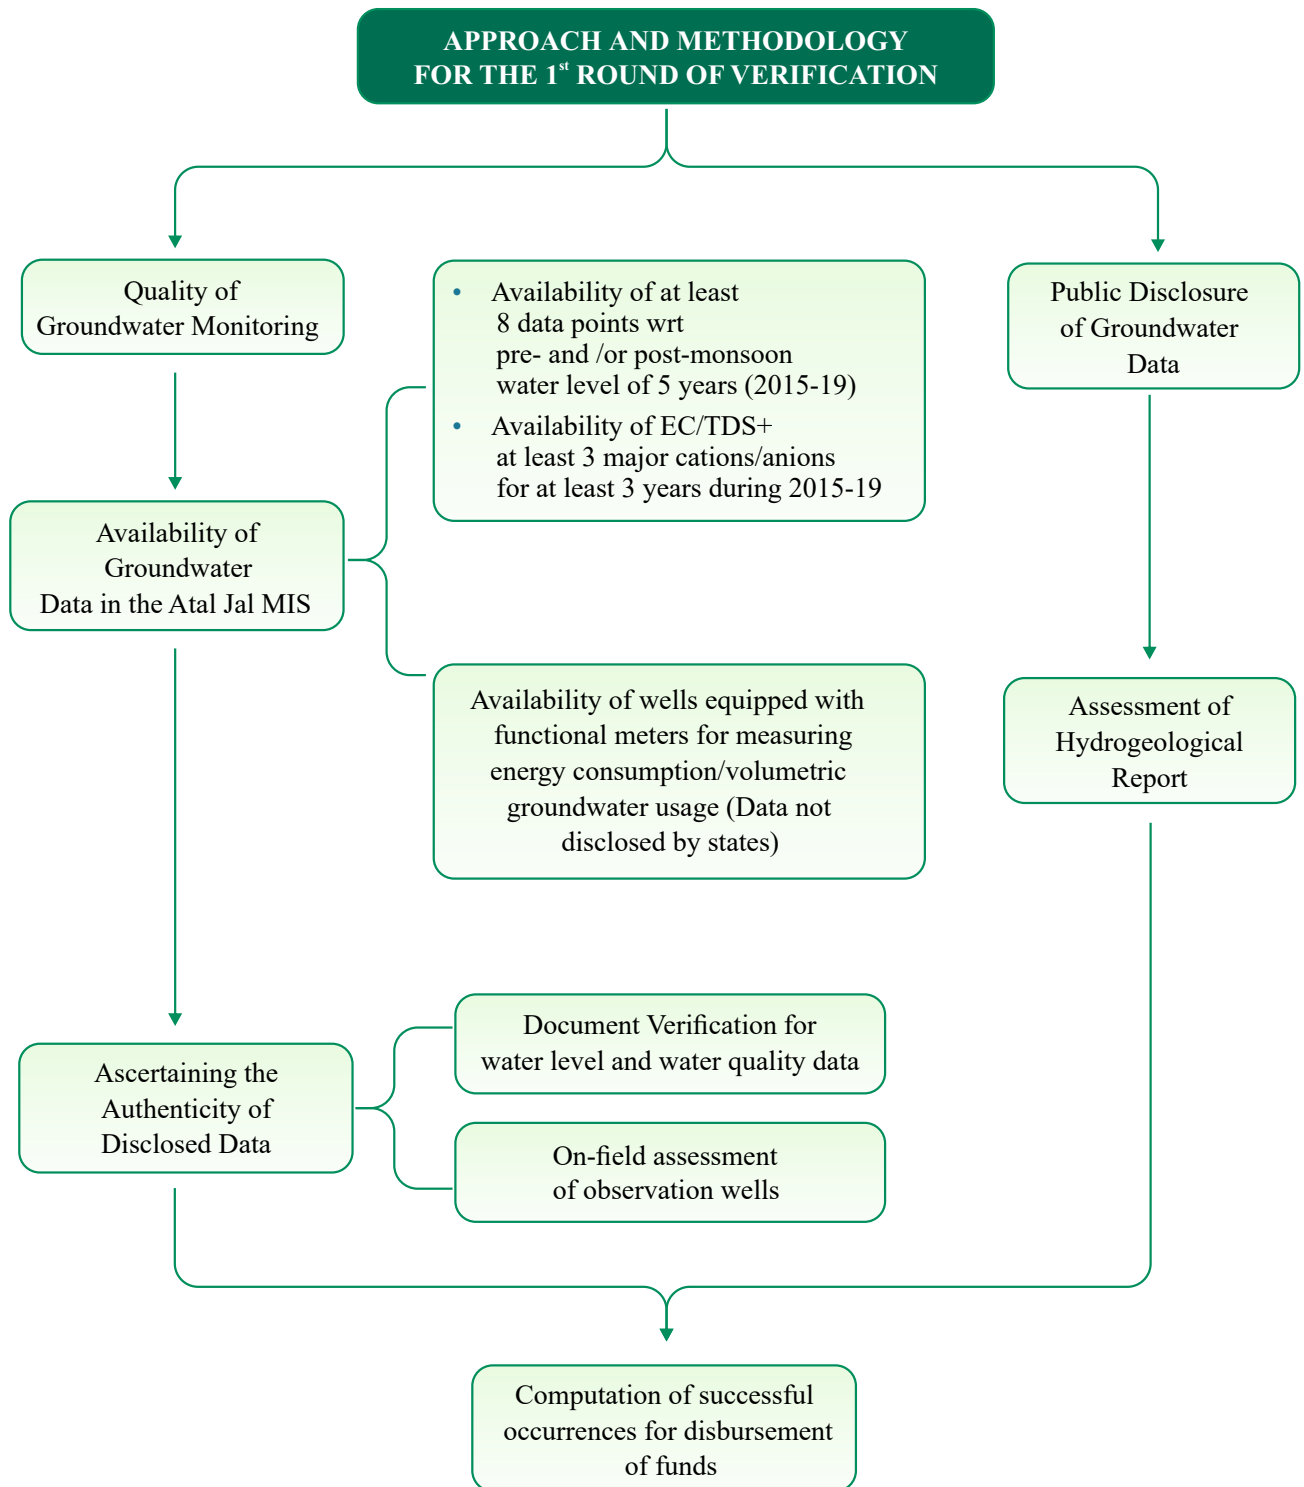 APPROACH AND METHODOLOGY
FOR THE 1st ROUND OF VERIFICATION
Quality of
Groundwater Monitoring
• Availability of at least
8 data points wrt
pre- and /or post-monsoon
water level of 5 years (2015-19)
• Availability of EC/TDS+
at least 3 major cations/anions
for at least 3 years during 2015-19
Public Disclosure
of Groundwater
Data
Availability of
Groundwater
Data in the Atal Jal MIS
Availability of wells equipped with
functional meters for measuring
energy consumption/volumetric
groundwater usage (Data not
disclosed by states)
Assessment of
Hydrogeological
Report
Ascertaining the
Authenticity of
Disclosed Data
Document Verification for
water level and water quality data
On-field assessment
of observation wells
Computation of successful
occurrences for disbursement
of funds